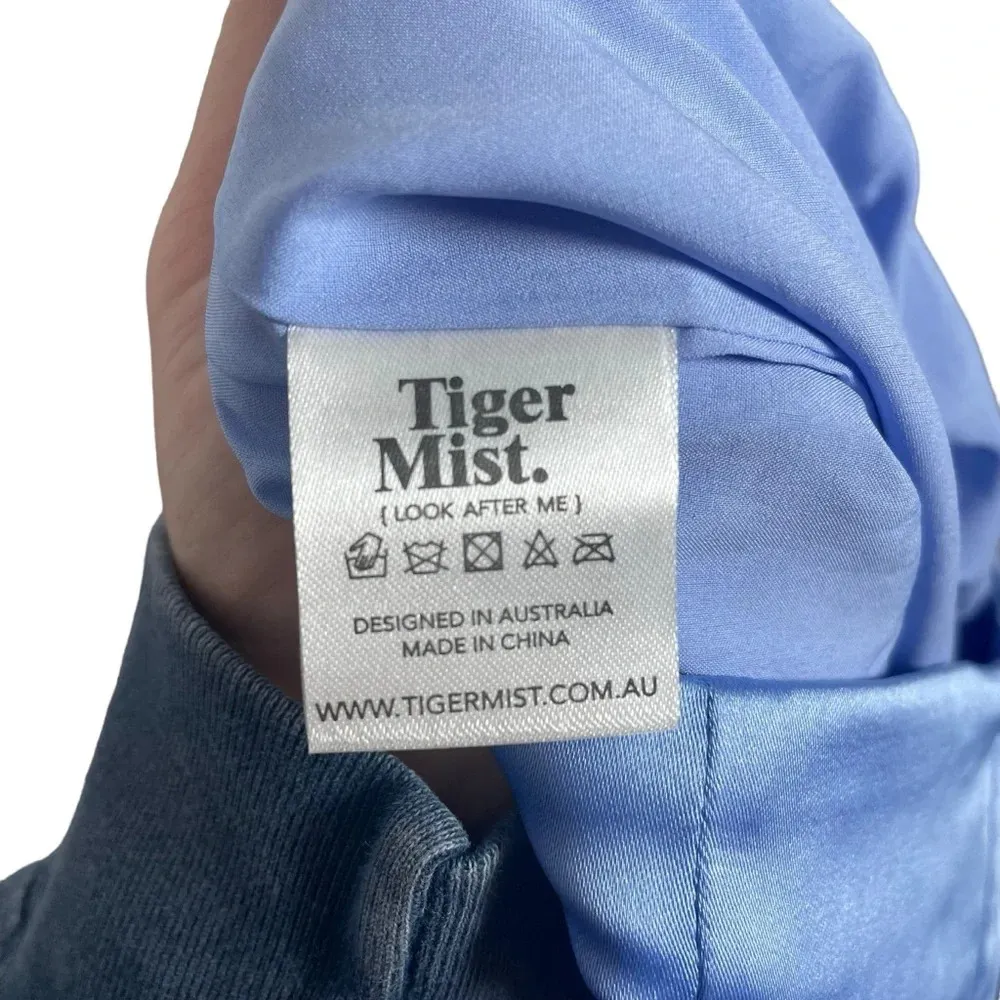 Tiger
Mist.
{ LOOK AFTER ME }
DESIGNED IN AUSTRALIA
MADE IN CHINA
WWW.TIGERMIST.COM.AU